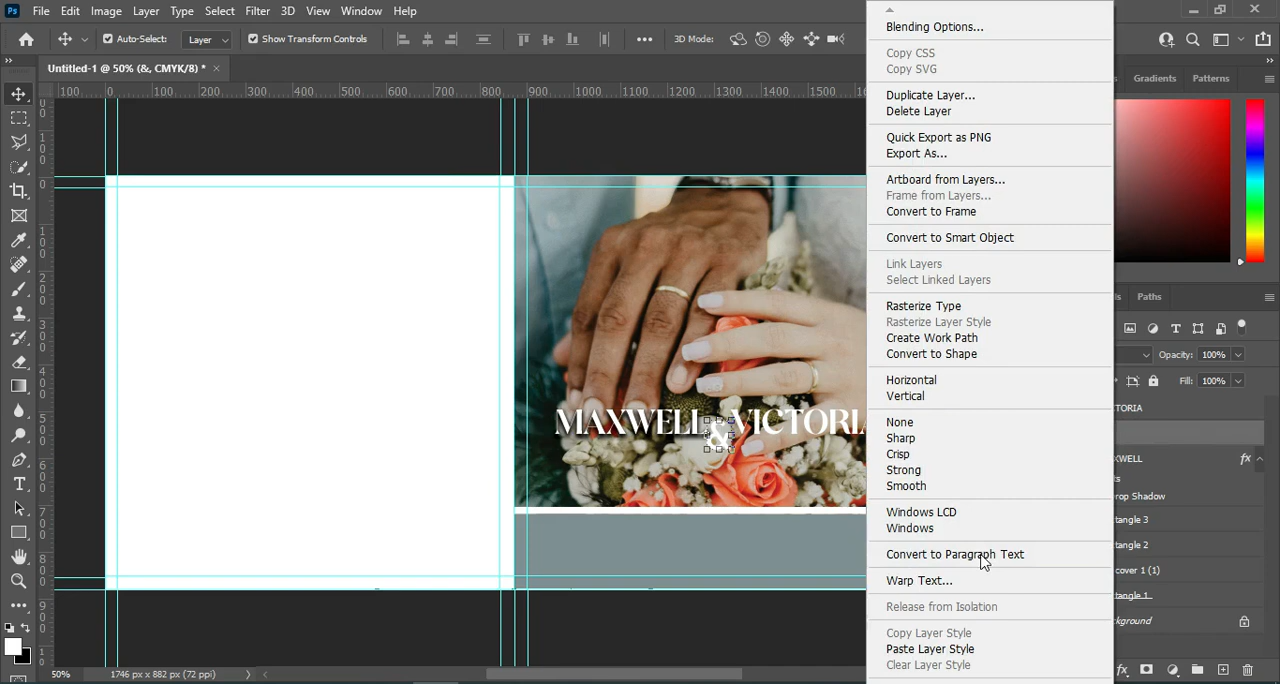 Ps File Edit Image Layer Type Select Filter 3D View Window Help
Auto-Select: Layer Show Transform Controls 3D Mode:
Untitled-1 @ 50% (&, CMYK/8) *
100 0 100 200 300 400 500 600 700 800 900 1000 1100 1200 1300 1400 1500
Gradients Patterns
Blending Options...
Copy CSS
Copy SVG
Duplicate Layer...
Delete Layer
Quick Export as PNG
Export As...
Artboard from Layers...
Frame from Layers...
Convert to Frame
Convert to Smart Object
Link Layers
Select Linked Layers
Rasterize Type
Rasterize Layer Style
Create Work Path
Convert to Shape
Horizontal
Vertical
None
Sharp
Crisp
Strong
Smooth
Windows LCD
Windows
Convert to Paragraph Text
Warp Text...
Release from Isolation
Copy Layer Style
Paste Layer Style
Clear Layer Style
MAXWELL & VICTORIA
Paths
Opacity: 100%
Fill: 100%
TORIA
XWELL fx
ts
rop Shadow
tangle 3
tangle 2
cover 1 (1)
tangle 1
kground
50% 1746 px x 882 px (72 ppi)